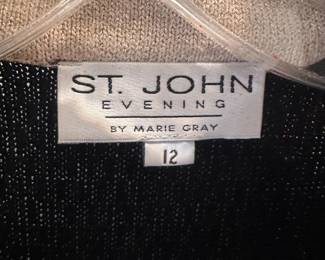 ST. JOHN
EVENING
BY MARIE GRAY
12